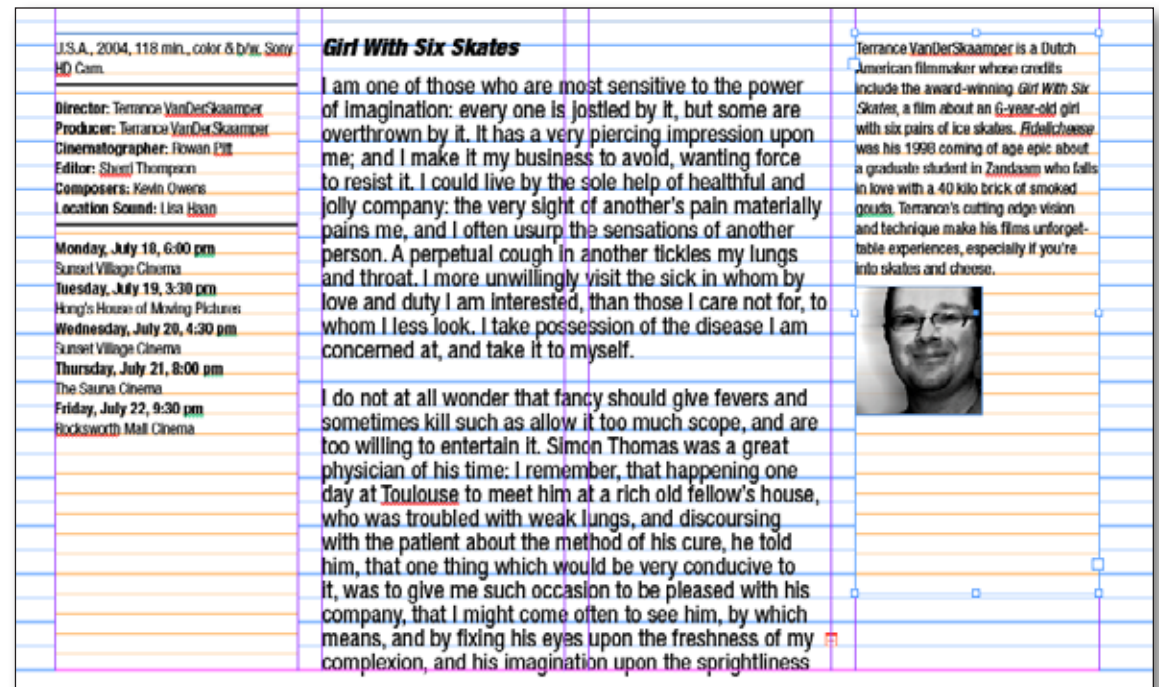 U.S.A., 2004, 118 min., color & b/w, Sony
HD Cam.
Director: Terrance VanDerSkaamper
Producer: Terrance VanDerSkaamper
Cinematographer: Rowan Pitt
Editor: Sherri Thompson
Composers: Kevin Owens
Location Sound: Lisa Haan
Monday, July 18, 6:00 pm
Sunset Village Cinema
Tuesday, July 19, 3:30 pm
Hong's House of Moving Pictures
Wednesday, July 20, 4:30 pm
Sunset Village Cinema
Thursday, July 21, 8:00 pm
The Sauna Cinema
Friday, July 22, 9:30 pm
Rocksworth Mall Cinema
Girl With Six Skates
I am one of those who are most sensitive to the power
of imagination: every one is jostled by it, but some are
overthrown by it. It has a very piercing impression upon
me; and I make it my business to avoid, wanting force
to resist it. I could live by the sole help of healthful and
jolly company: the very sight of another's pain materially
pains me, and I often usurp the sensations of another
person. A perpetual cough in another tickles my lungs
and throat. I more unwillingly visit the sick in whom by
love and duty I am interested, than those I care not for, to
whom I less look. I take possession of the disease I am
concerned at, and take it to myself.
I do not at all wonder that fancy should give fevers and
sometimes kill such as allow it too much scope, and are
too willing to entertain it. Simon Thomas was a great
physician of his time: I remember, that happening one
day at Toulouse to meet him at a rich old fellow's house,
who was troubled with weak lungs, and discoursing
with the patient about the method of his cure, he told
him, that one thing which would be very conducive to
it, was to give me such occasion to be pleased with his
company, that I might come often to see him, by which
means, and by fixing his eyes upon the freshness of my
complexion, and his imagination upon the sprightliness
Terrance VanDerSkaamper is a Dutch
American filmmaker whose credits
include the award-winning Girl With Six
Skates, a film about an 6-year-old girl
with six pairs of ice skates. Fidelicheese
was his 1998 coming of age epic about
a graduate student in Zandaam who falls
in love with a 40 kilo brick of smoked
gouda. Terrance's cutting edge vision
and technique make his films unforget-
table experiences, especially if you're
into skates and cheese.